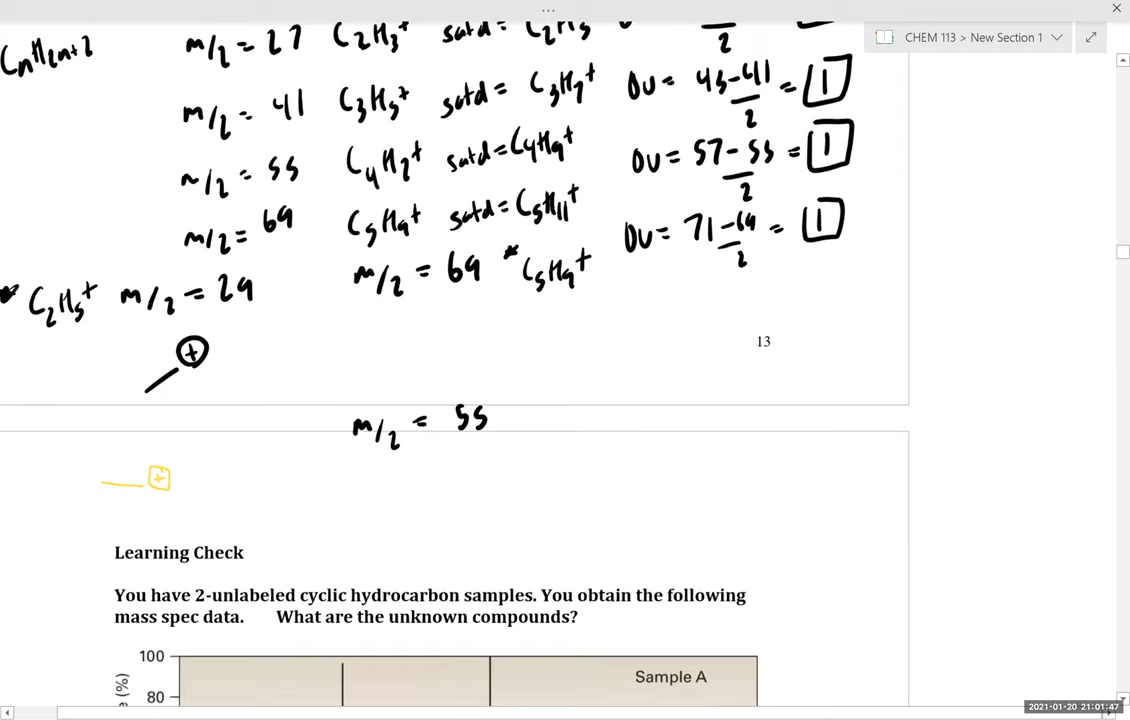 CHEM 113 > New Section 1
CnH2n+2
m/z = 27 C2H3+ satd = C2H5
2
m/z = 41 C3H5+ satd = C3H7+ DU = 43-41/2 = 1
m/z = 55 C4H7+ satd = C4H9+ DU = 57-55/2 = 1
m/z = 69 C5H9+ satd = C5H11+ DU = 71-69/2 = 1
* C2H5+ m/z = 29 m/z = 69 * C5H9+
+
13
m/z = 55
+
Learning Check
You have 2-unlabeled cyclic hydrocarbon samples. You obtain the following
mass spec data. What are the unknown compounds?
100
Sample A
80
(%)
2021-01-20 21:01:47